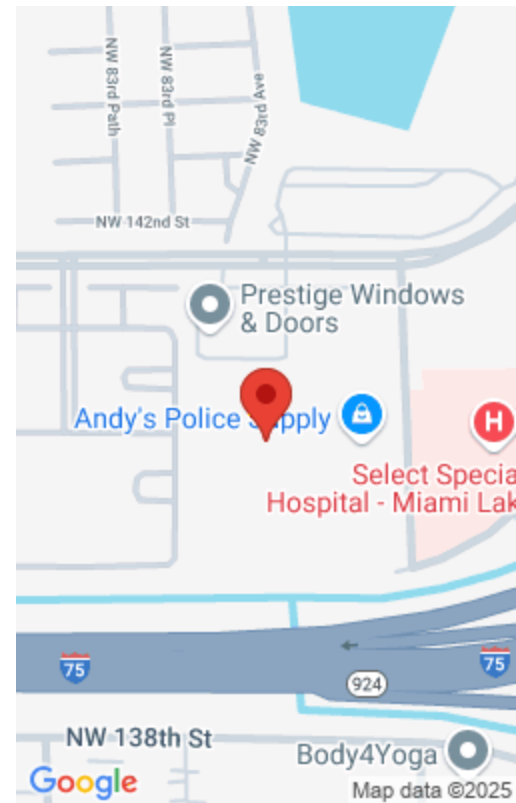 NW 83rd Path
NW 83rd Pl
NW 83rd Ave
NW 142nd St
Prestige Windows
& Doors
Andy's Police Supply
H
Select Specia
Hospital - Miami Lak
75
75
924
NW 138th St
Body4Yoga
Google
Map data ©2025